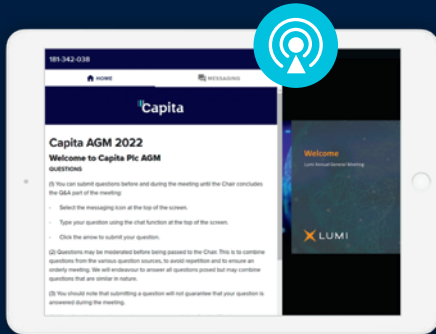 181-342-038
HOME
MESSAGING
Capita
Capita AGM 2022
Welcome to Capita Plc AGM
QUESTIONS
(1) You can submit questions before and during the meeting until the Chair concludes
the Q&A part of the meeting:
- Select the messaging icon at the top of the screen.
- Type your question using the chat function at the top of the screen.
- Click the arrow to submit your question.
(2) Questions may be moderated before being passed to the Chair. This is to combine
questions from the various question sources, to avoid repetition and to ensure an
orderly meeting. We will endeavour to answer all questions posed but may combine
questions that are similar in nature.
(3) You should note that submitting a question will not guarantee that your question is
answered during the meeting.
Welcome
Lumi Annual General Meeting
LUMI